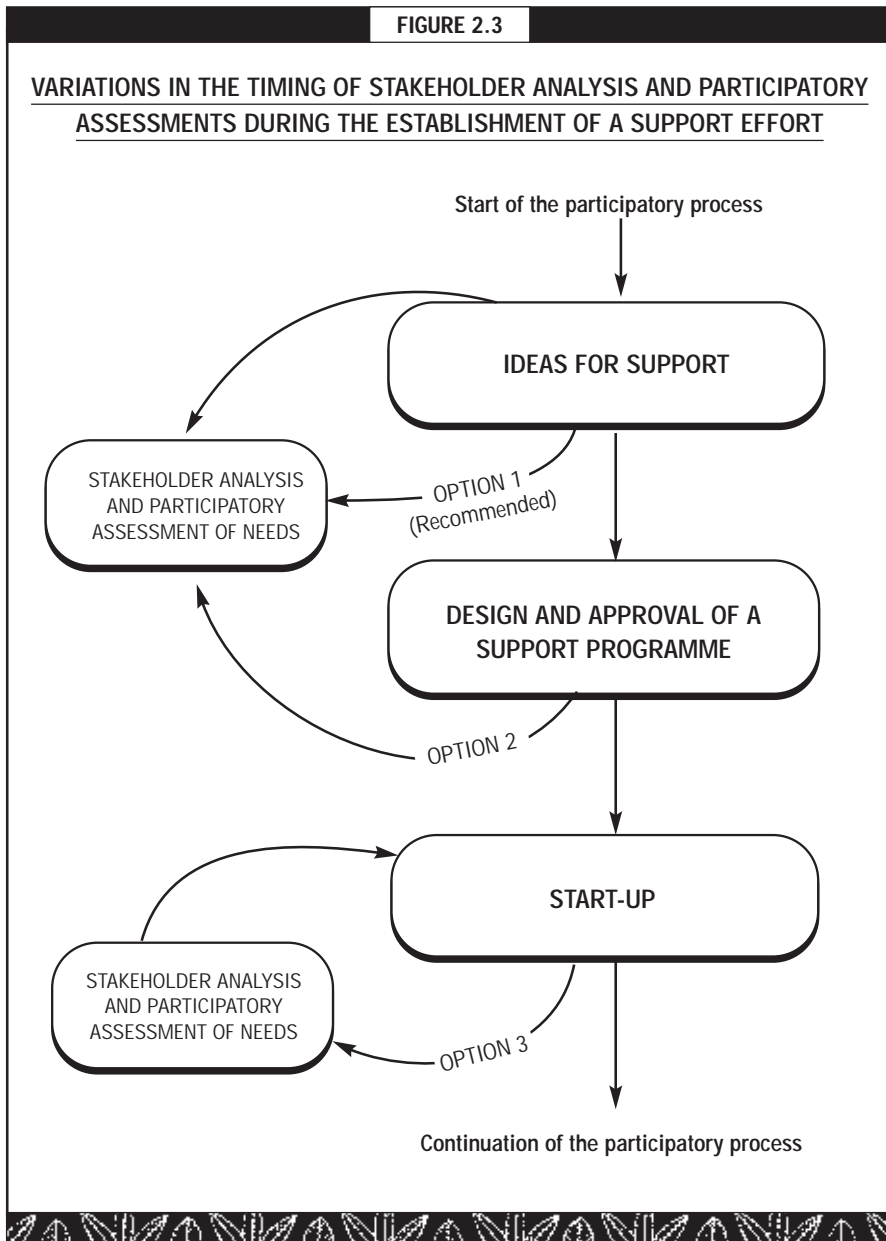 FIGURE 2.3
VARIATIONS IN THE TIMING OF STAKEHOLDER ANALYSIS AND PARTICIPATORY
ASSESSMENTS DURING THE ESTABLISHMENT OF A SUPPORT EFFORT
Start of the participatory process
IDEAS FOR SUPPORT
STAKEHOLDER ANALYSIS
AND PARTICIPATORY
ASSESSMENT OF NEEDS
OPTION 1
(Recommended)
DESIGN AND APPROVAL OF A
SUPPORT PROGRAMME
OPTION 2
START-UP
STAKEHOLDER ANALYSIS
AND PARTICIPATORY
ASSESSMENT OF NEEDS
OPTION 3
Continuation of the participatory process